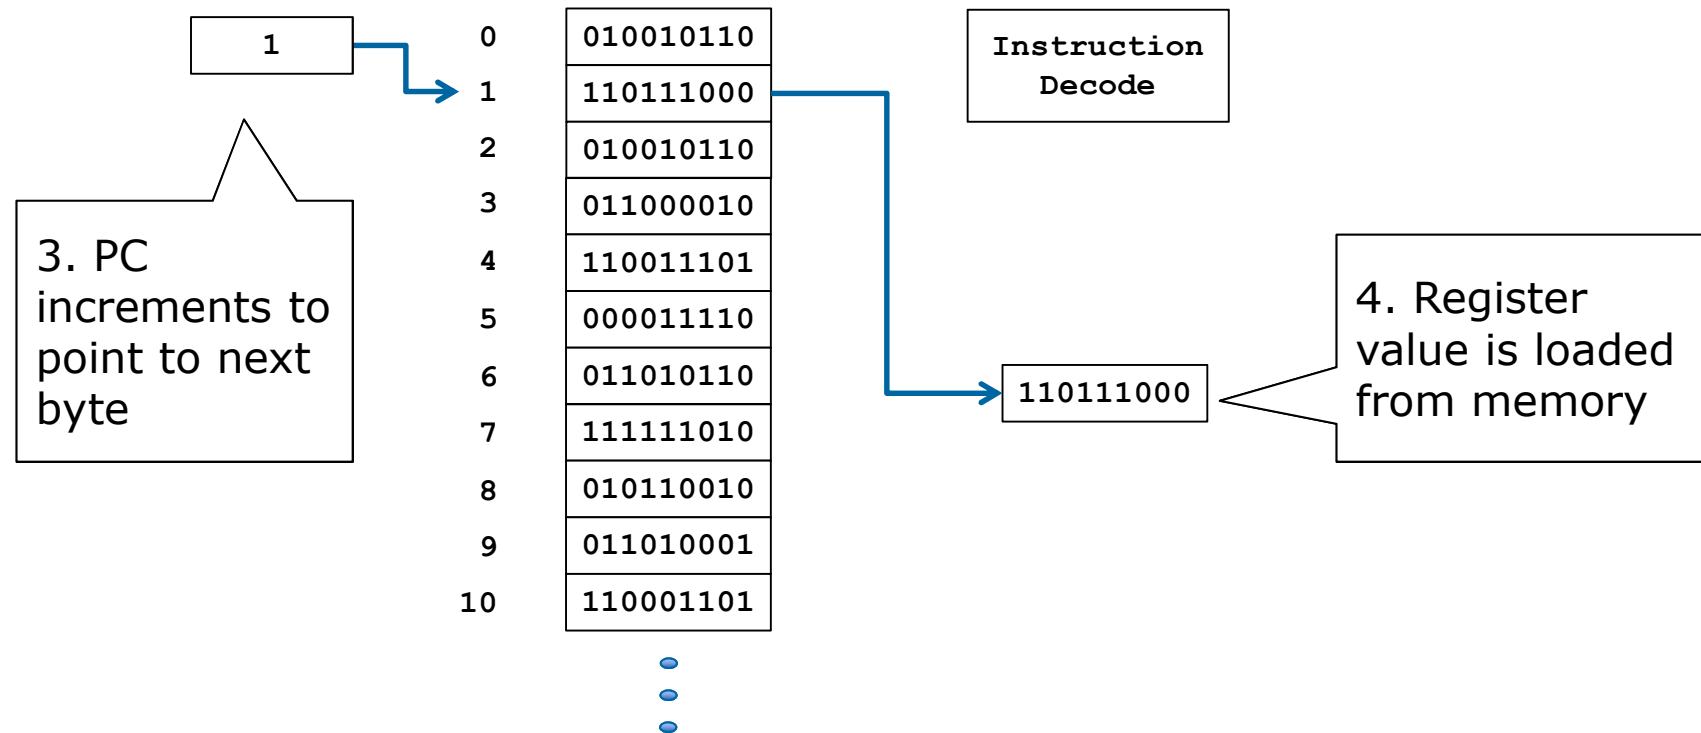 1
0 010010110
1 110111000
2 010010110
3 011000010
4 110011101
5 000011110
6 011010110
7 111111010
8 010110010
9 011010001
10 110001101
Instruction
Decode
3. PC
increments to
point to next
byte
110111000
4. Register
value is loaded
from memory